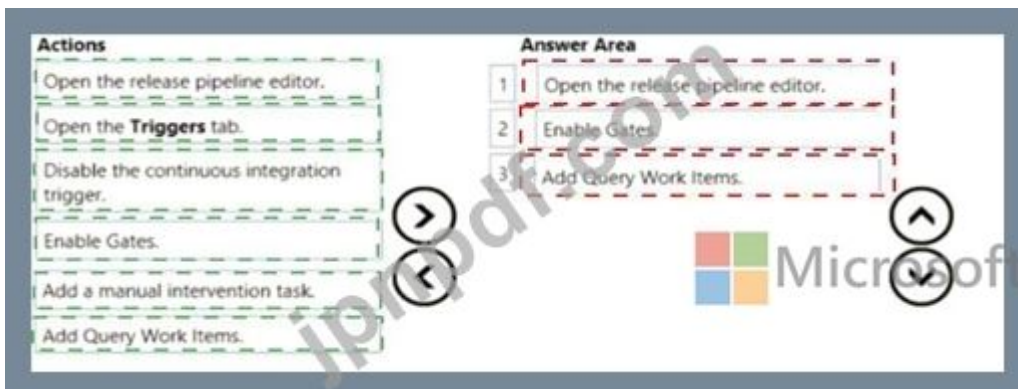 Actions
Open the release pipeline editor.
Open the Triggers tab.
Disable the continuous integration
trigger.
Enable Gates.
Add a manual intervention task.
Add Query Work Items.
Answer Area
1 Open the release pipeline editor.
2 Enable Gates.
3 Add Query Work Items.
Microsoft
jpnpdf.com